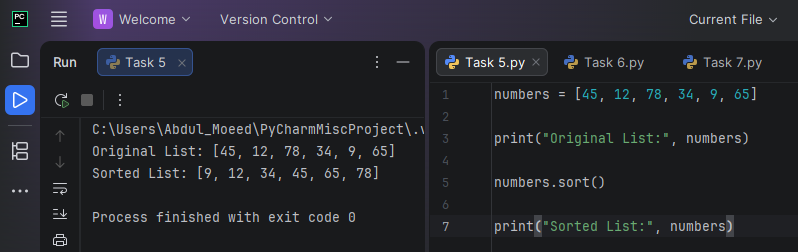 PC
W Welcome
Version Control
Current File
Run
Task 5
C:\Users\Abdul_Moeed\PyCharmMiscProject\.v
Original List: [45, 12, 78, 34, 9, 65]
Sorted List: [9, 12, 34, 45, 65, 78]
Process finished with exit code 0
Task 5.py
Task 6.py
Task 7.py
1 numbers = [45, 12, 78, 34, 9, 65]
2
3 print("Original List:", numbers)
4
5 numbers.sort()
6
7 print("Sorted List:", numbers)